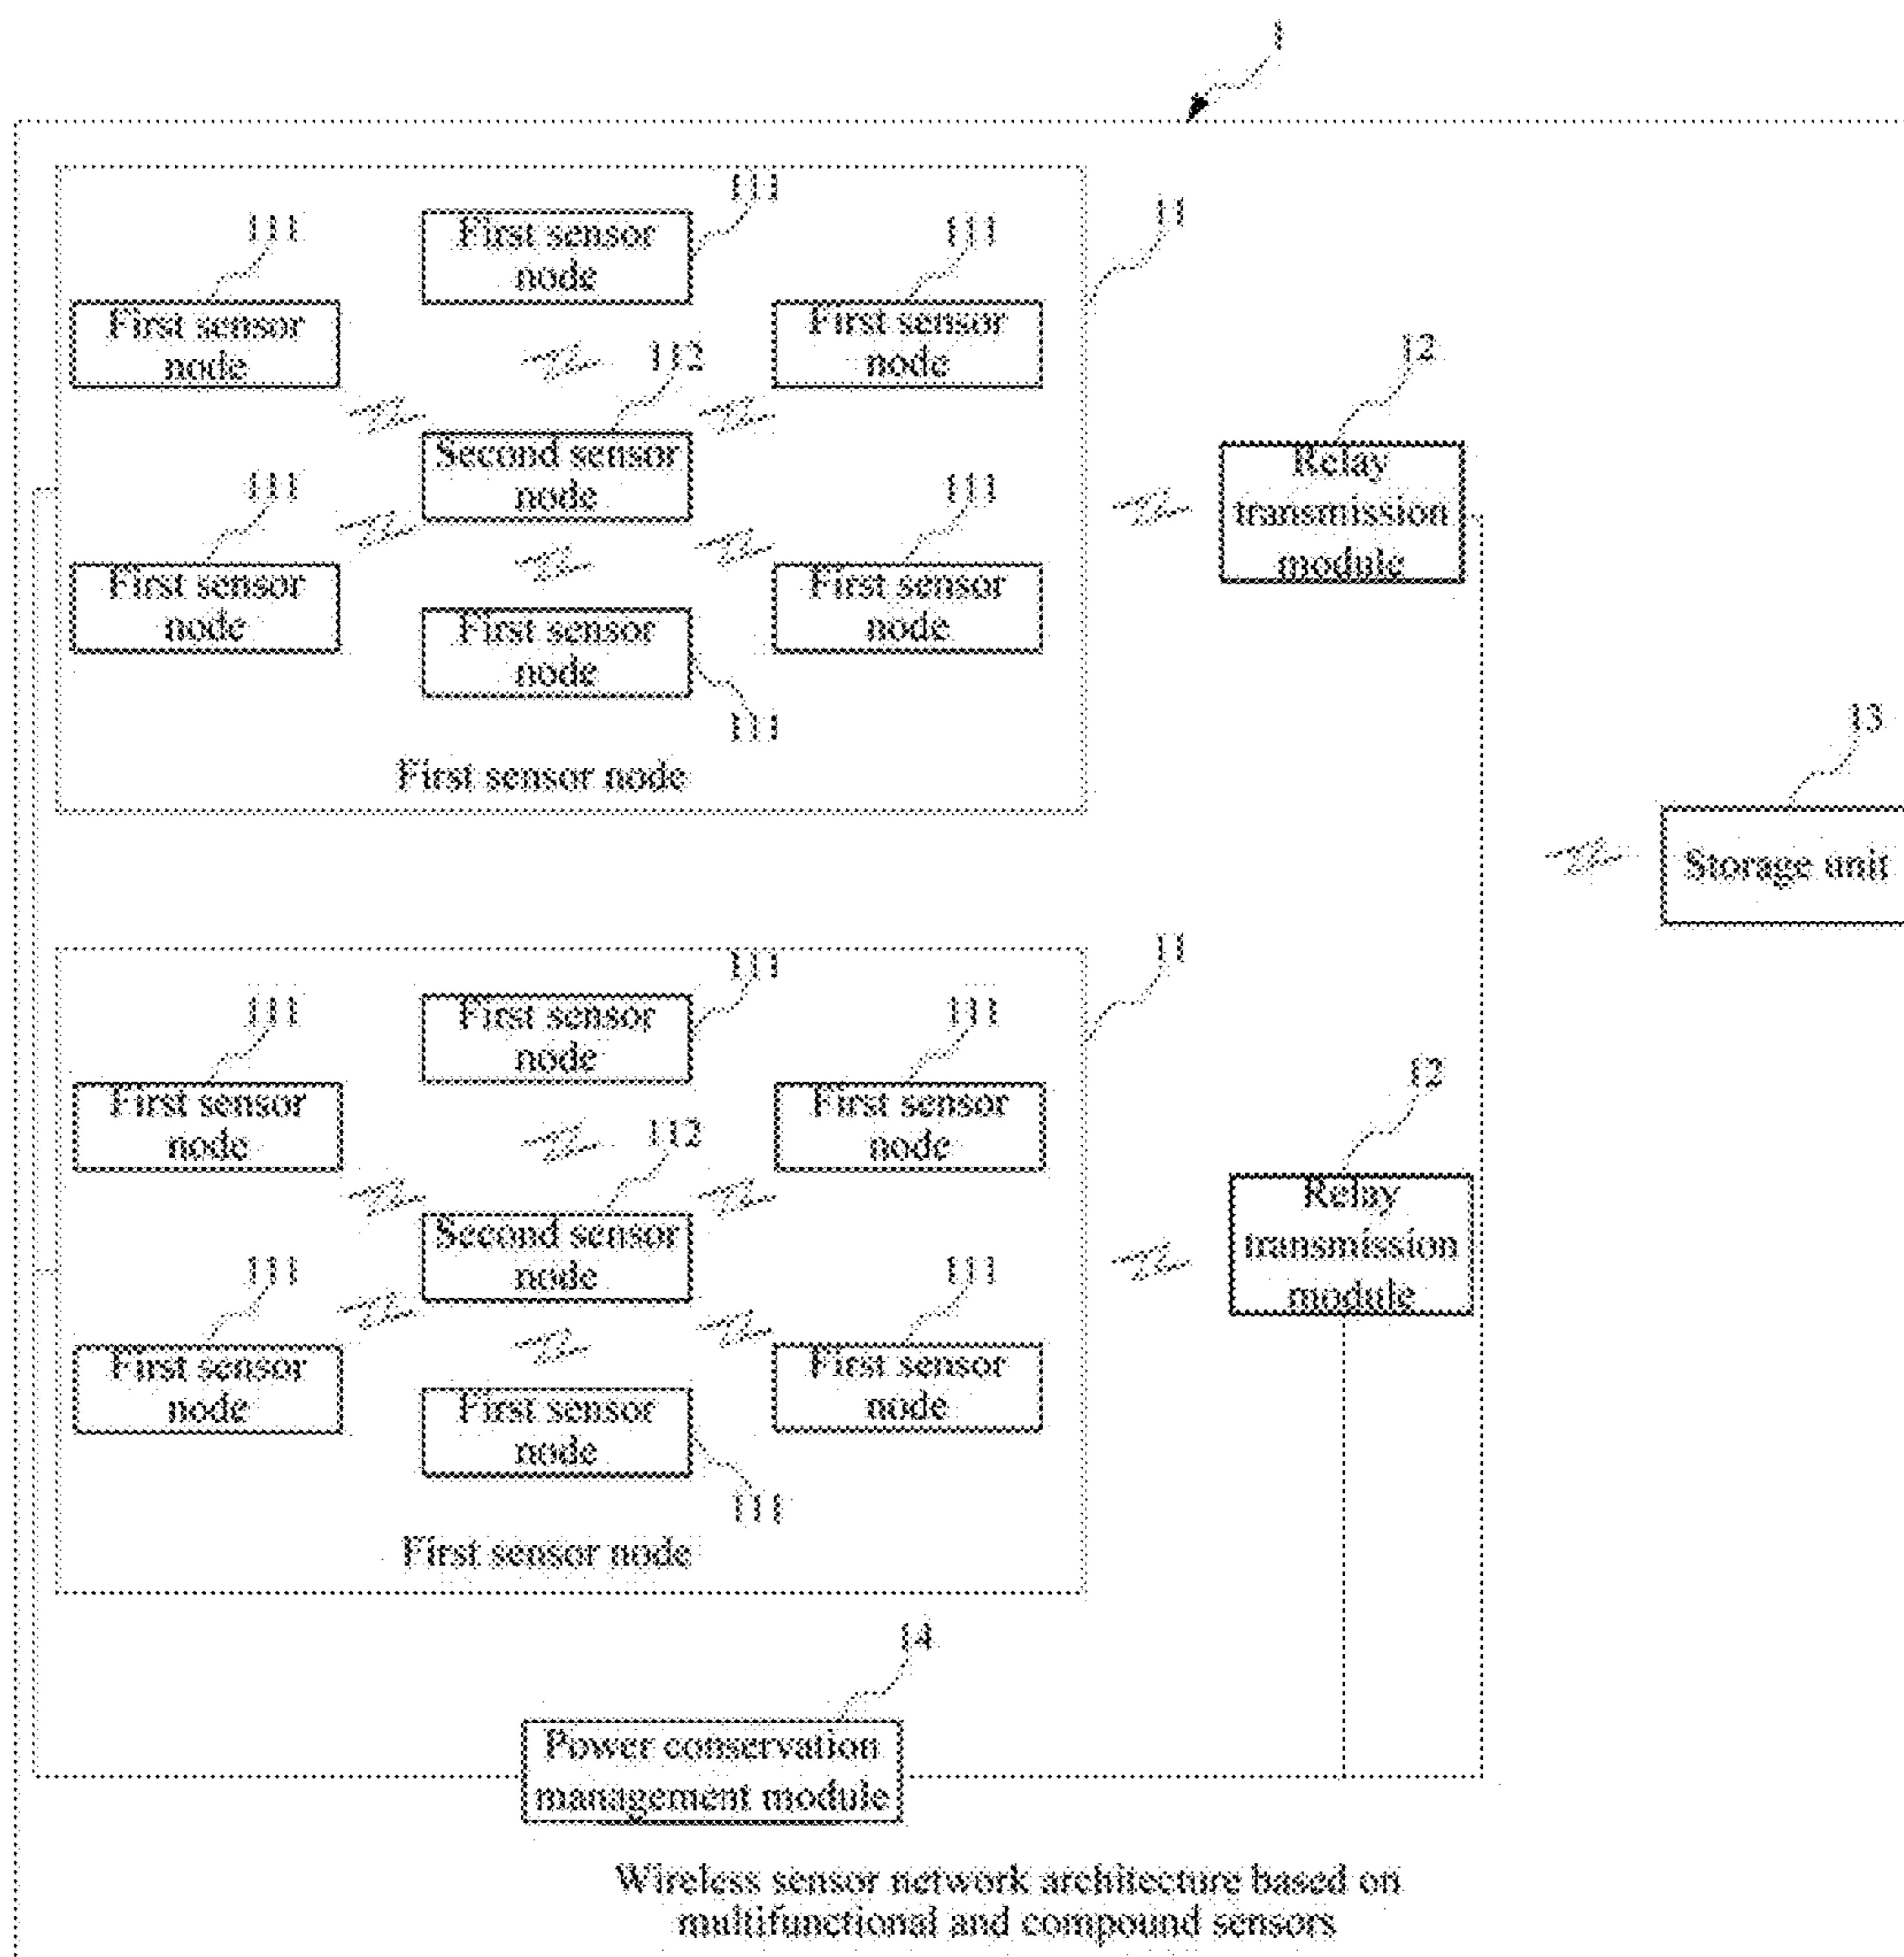 1
111
First sensor
node
111
First sensor
node
111
First sensor
node
11
112
Second sensor
node
111
First sensor
node
111
First sensor
node
First sensor
node
111
First sensor node
12
Relay
transmission
module
13
Storage unit
111
First sensor
node
111
First sensor
node
111
First sensor
node
11
112
Second sensor
node
111
First sensor
node
111
First sensor
node
First sensor
node
111
First sensor node
12
Relay
transmission
module
14
Power conservation
management module
Wireless sensor network architecture based on
multifunctional and compound sensors